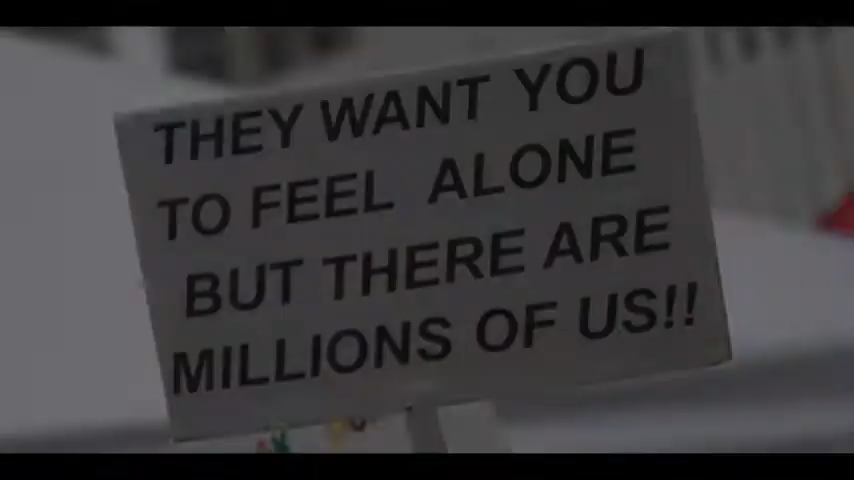 THEY WANT YOU
TO FEEL ALONE
BUT THERE ARE
MILLIONS OF US!!